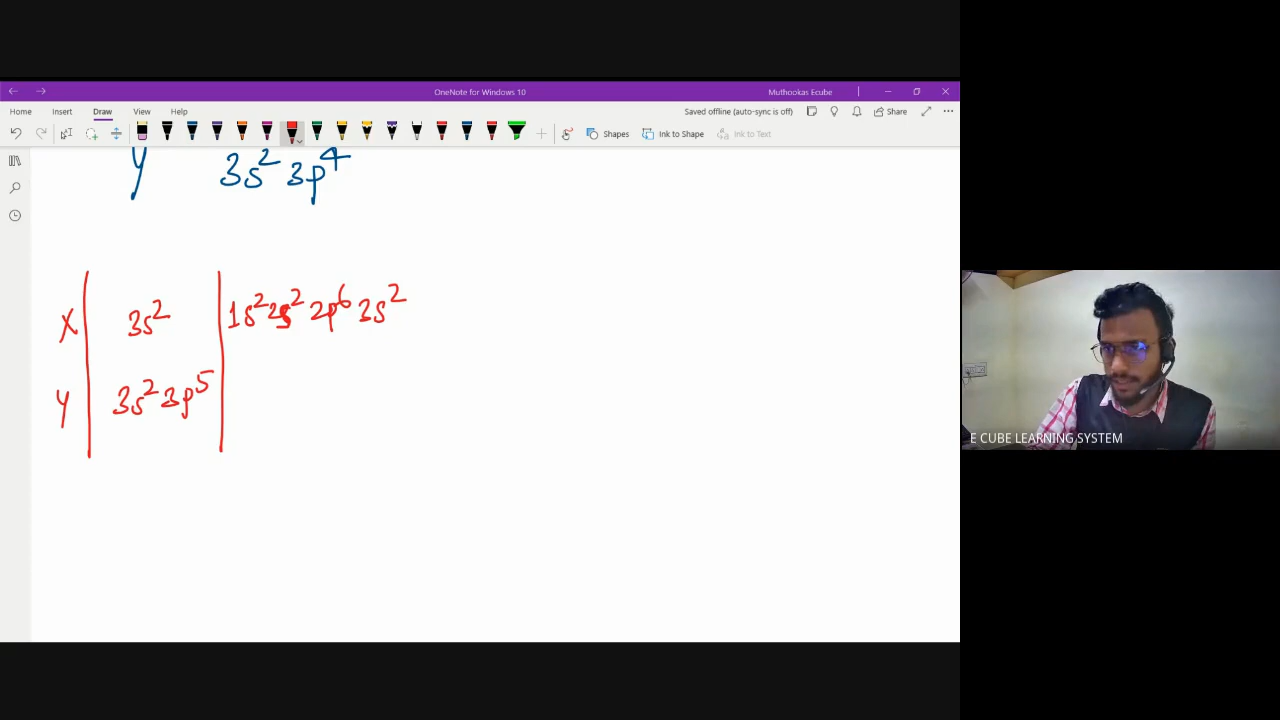 OneNote for Windows 10
Muthookas Ecube
Home Insert Draw View Help
Saved offline (auto-sync is off)
Share
Shapes
Ink to Shape
Ink to Text
y 3s² 3p⁴
X 3s² 1s² 2s² 2p⁶ 3s²
y 3s² 3p⁵
E CUBE LEARNING SYSTEM